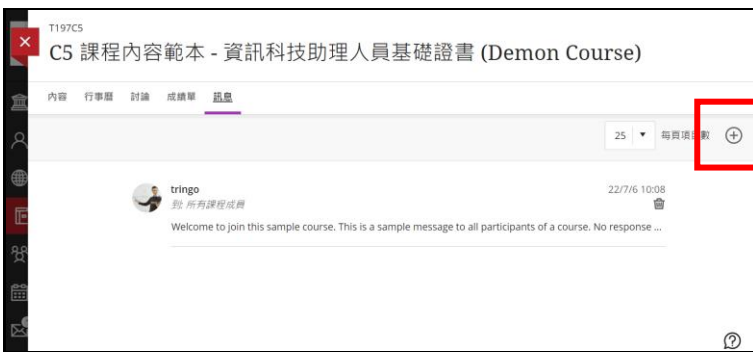 T197C5
C5 課程內容範本 - 資訊科技助理人員基礎證書 (Demon Course)
內容 行事曆 討論 成績單 訊息
25 每頁項 數
tringo 22/7/6 10:08
到: 所有課程成員
Welcome to join this sample course. This is a sample message to all participants of a course. No response ...